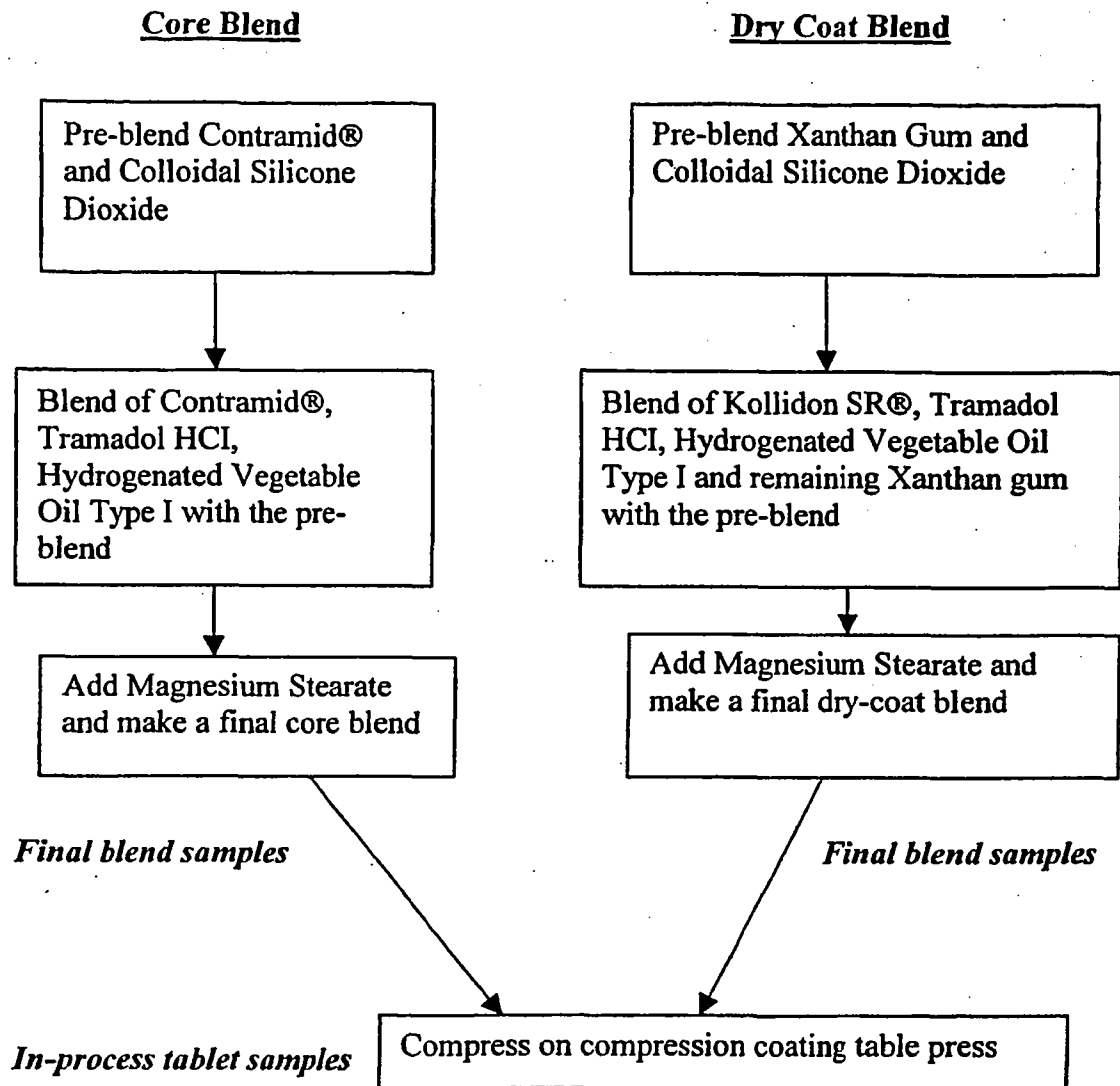 Core Blend
Dry Coat Blend
Pre-blend Contramid®
and Colloidal Silicone
Dioxide
Pre-blend Xanthan Gum and
Colloidal Silicone Dioxide
Blend of Contramid®,
Tramadol HCI,
Hydrogenated Vegetable
Oil Type I with the pre-
blend
Blend of Kollidon SR®, Tramadol
HCI, Hydrogenated Vegetable Oil
Type I and remaining Xanthan gum
with the pre-blend
Add Magnesium Stearate
and make a final core blend
Add Magnesium Stearate and
make a final dry-coat blend
Final blend samples
Final blend samples
In-process tablet samples
Compress on compression coating table press